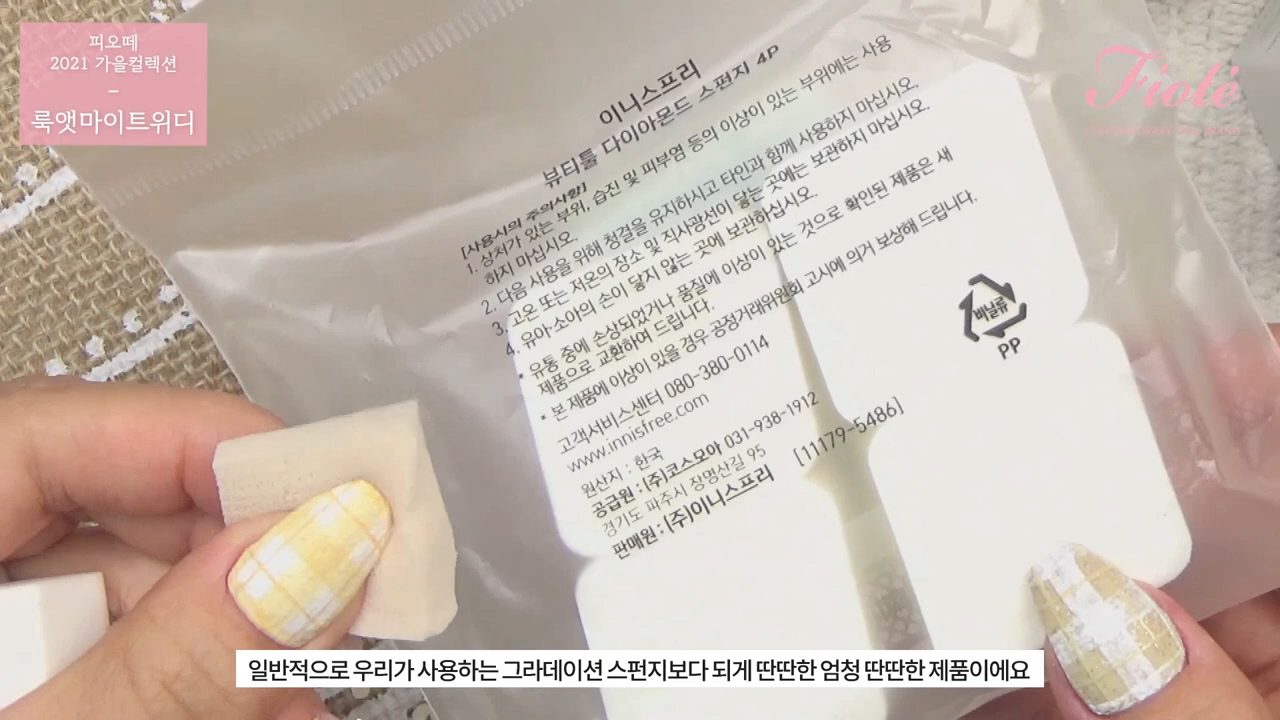 피오떼
2021 가을컬렉션
-
룩앳마이트위디
Fioté
이니스프리
뷰티툴 다이아몬드 스펀지 4P
[사용시의 주의사항]
1. 상처가 있는 부위, 습진 및 피부염 등의 이상이 있는 부위에는 사용
하지 마십시오.
2. 다음 사용을 위해 청결을 유지하시고 타인과 함께 사용하지 마십시오.
3. 고온 또는 저온의 장소 및 직사광선이 닿는 곳에는 보관하지 마십시오.
4. 유아·소아의 손이 닿지 않는 곳에 보관하십시오.
* 유통 중에 손상되었거나 품질에 이상이 있는 것으로 확인된 제품은 새
제품으로 교환하여 드립니다.
* 본 제품에 이상이 있을 경우 공정거래위원회 고시에 의거 보상해 드립니다.
고객서비스센터 080-380-0114
www.innisfree.com
원산지 : 한국
공급원 : (주)코스모아 031-938-1912
경기도 파주시 장명산길 95
판매원 : (주)이니스프리 [11179-5486]
비닐류
PP
일반적으로 우리가 사용하는 그라데이션 스펀지보다 되게 딴딴한 엄청 딴딴한 제품이에요